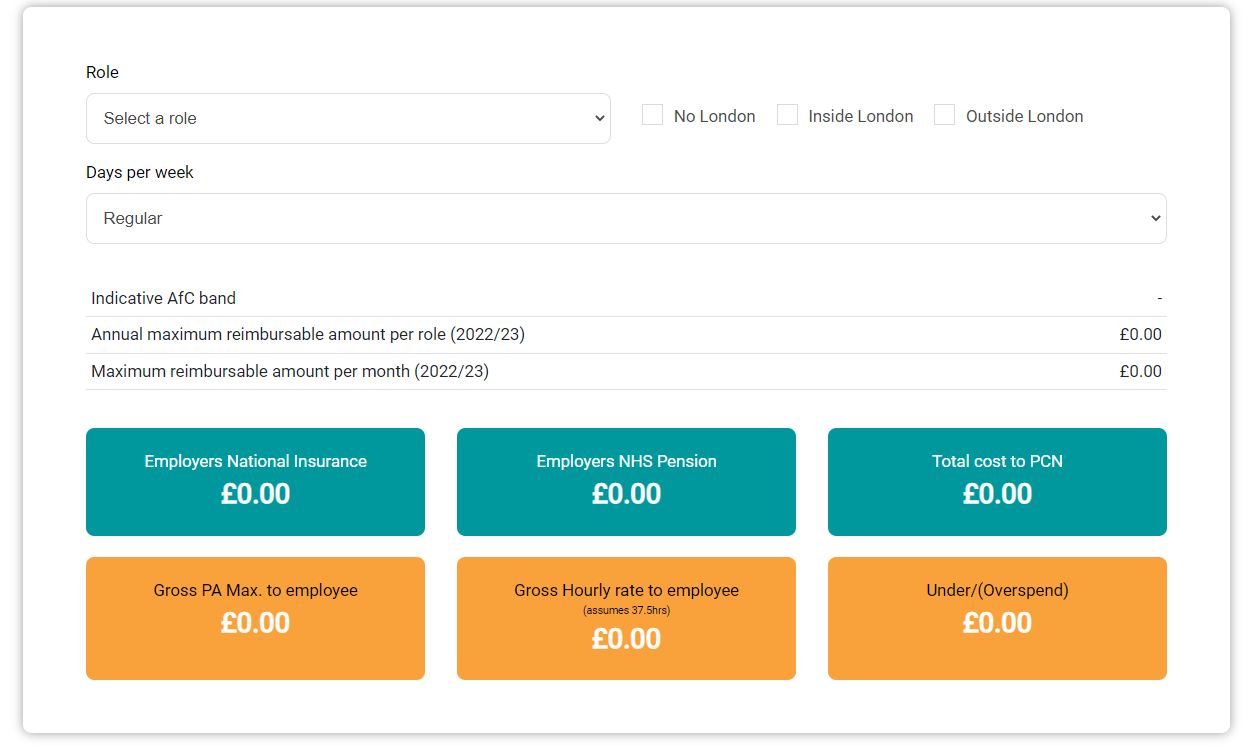 Role
Select a role
No London
Inside London
Outside London
Days per week
Regular
Indicative AfC band -
Annual maximum reimbursable amount per role (2022/23) £0.00
Maximum reimbursable amount per month (2022/23) £0.00
Employers National Insurance
£0.00
Employers NHS Pension
£0.00
Total cost to PCN
£0.00
Gross PA Max. to employee
£0.00
Gross Hourly rate to employee
(assumes 37.5hrs)
£0.00
Under/(Overspend)
£0.00